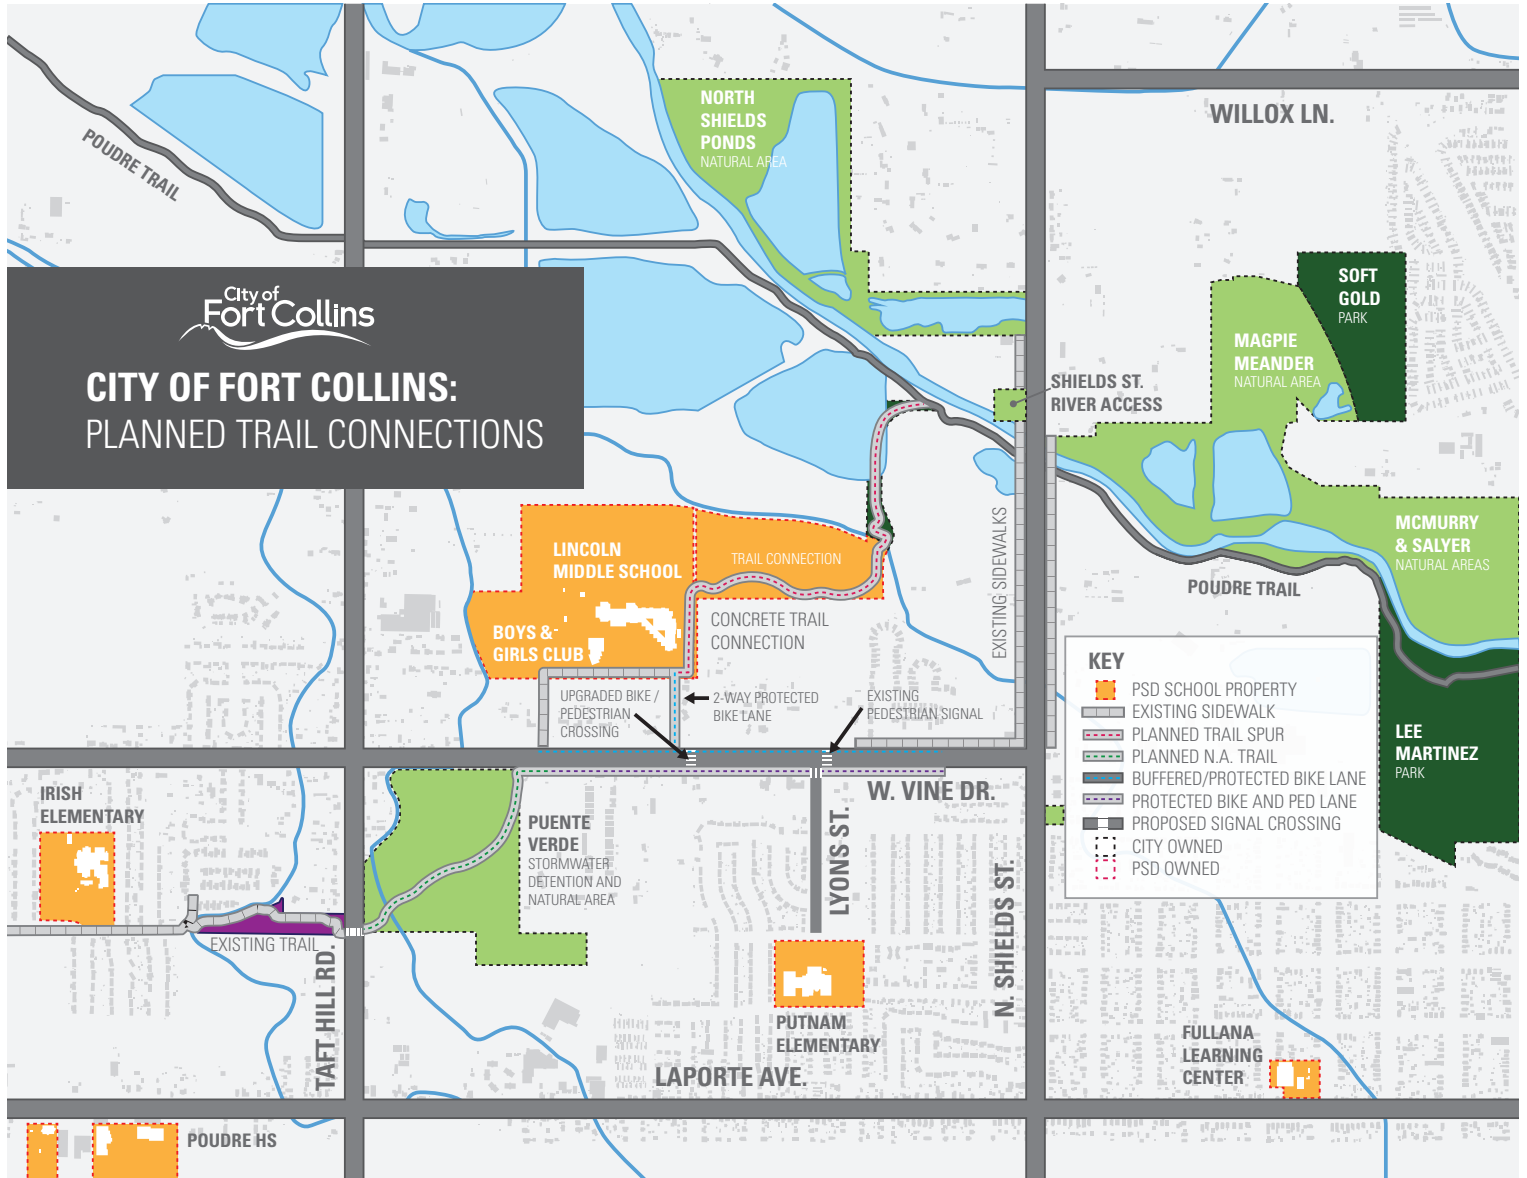 NORTH
SHIELDS
PONDS
NATURAL AREA
WILLOX LN.
POUDRE TRAIL
City of
Fort Collins
CITY OF FORT COLLINS:
PLANNED TRAIL CONNECTIONS
SOFT
GOLD
PARK
MAGPIE
MEANDER
NATURAL AREA
SHIELDS ST.
RIVER ACCESS
EXISTING SIDEWALKS
MCMURRY
& SALYER
NATURAL AREAS
POUDRE TRAIL
LINCOLN
MIDDLE SCHOOL
TRAIL CONNECTION
BOYS &
GIRLS CLUB
CONCRETE TRAIL
CONNECTION
UPGRADED BIKE /
PEDESTRIAN
CROSSING
2-WAY PROTECTED
BIKE LANE
EXISTING
PEDESTRIAN SIGNAL
KEY
PSD SCHOOL PROPERTY
EXISTING SIDEWALK
PLANNED TRAIL SPUR
PLANNED N.A. TRAIL
BUFFERED/PROTECTED BIKE LANE
PROTECTED BIKE AND PED LANE
PROPOSED SIGNAL CROSSING
CITY OWNED
PSD OWNED
LEE
MARTINEZ
PARK
IRISH
ELEMENTARY
W. VINE DR.
PUENTE
VERDE
STORMWATER
DETENTION AND
NATURAL AREA
LYONS ST.
N. SHIELDS ST.
EXISTING TRAIL
TAFT HILL RD.
PUTNAM
ELEMENTARY
FULLANA
LEARNING
CENTER
LAPORTE AVE.
POUDRE HS